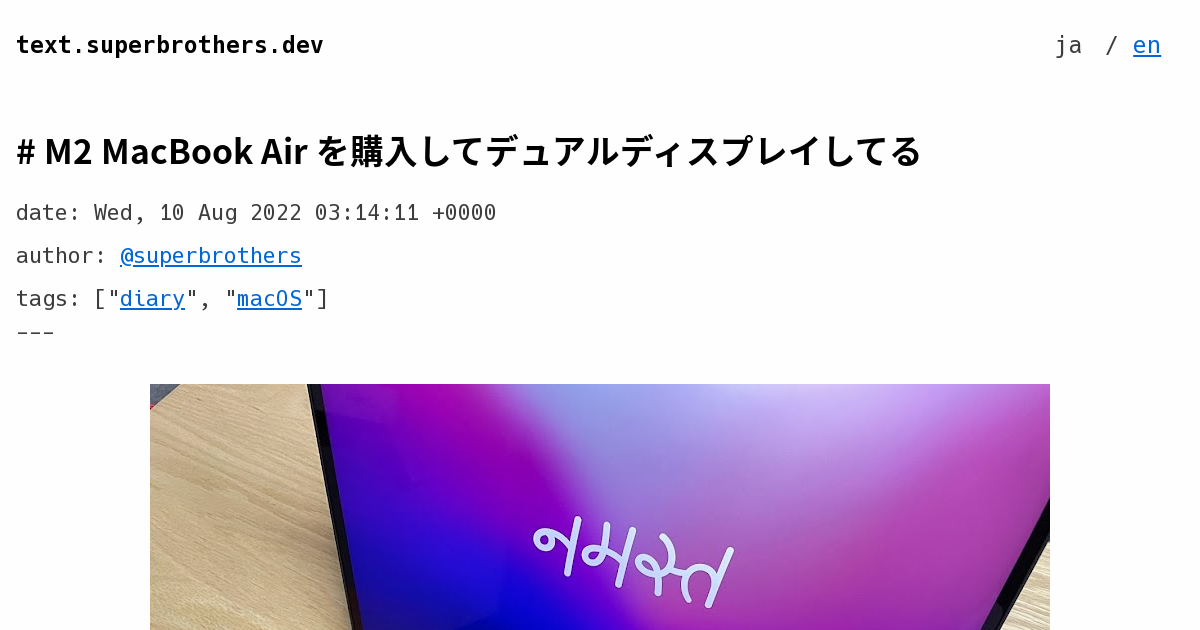 text.superbrothers.dev
ja / en
# M2 MacBook Air を購入してデュアルディスプレイしてる
date: Wed, 10 Aug 2022 03:14:11 +0000
author: @superbrothers
tags: ["diary", "macOS"]
---
નમસ્ત